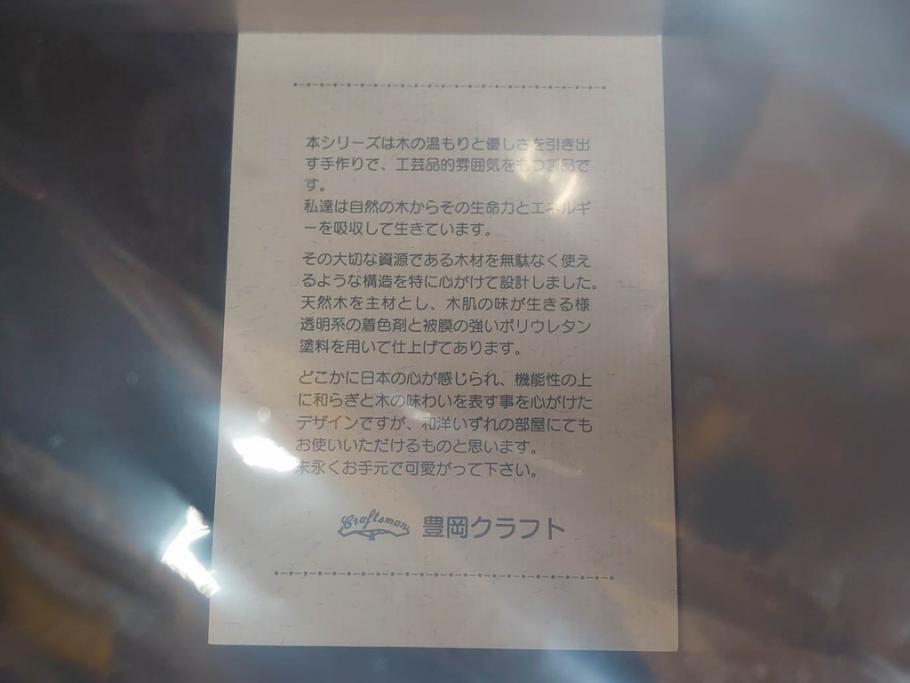 本シリーズは木の温もりと優しさを引き出
す手作りで、工芸品的雰囲気をもつ製品で
す。
私達は自然の木からその生命力とエネルギ
ーを吸収して生きています。
その大切な資源である木材を無駄なく使え
るような構造を特に心がけて設計しました。
天然木を主材とし、木肌の味が生きる様
透明系の着色剤と被膜の強いポリウレタン
塗料を用いて仕上げてあります。
どこかに日本の心が感じられ、機能性の上
に和らぎと木の味わいを表す事を心がけた
デザインですが、和洋いずれの部屋にても
お使いいただけるものと思います。
末永くお手元で可愛がって下さい。
Craftsman 豊岡クラフト